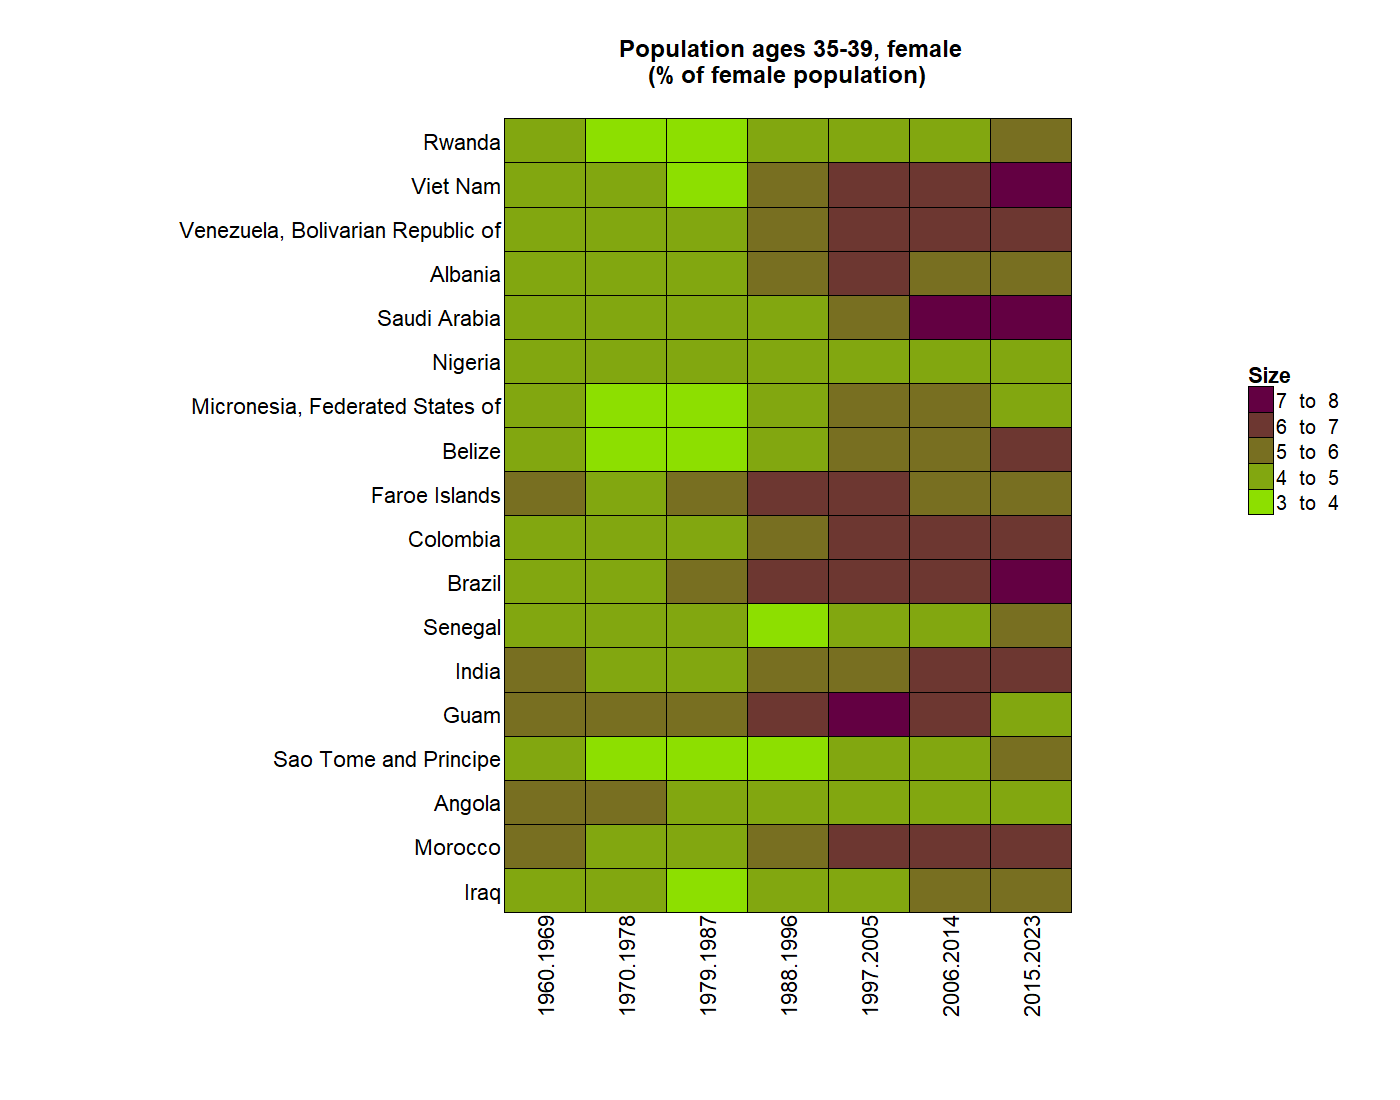 Population ages 35-39, female
(% of female population)
Rwanda
Viet Nam
Venezuela, Bolivarian Republic of
Albania
Saudi Arabia
Nigeria
Micronesia, Federated States of
Belize
Faroe Islands
Colombia
Brazil
Senegal
India
Guam
Sao Tome and Principe
Angola
Morocco
Iraq
1960.1969
1970.1978
1979.1987
1988.1996
1997.2005
2006.2014
2015.2023
Size
7 to 8
6 to 7
5 to 6
4 to 5
3 to 4